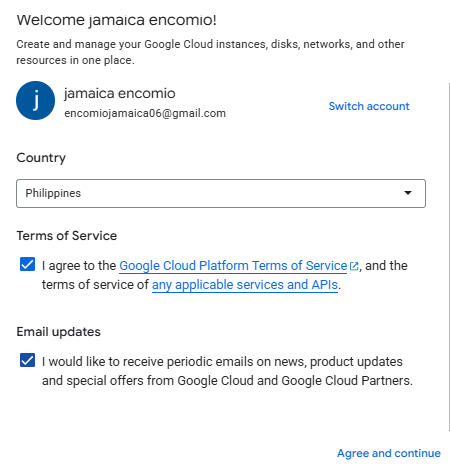 Welcome jamaica encomio!
Create and manage your Google Cloud instances, disks, networks, and other
resources in one place.
j
jamaica encomio
encomiojamaica06@gmail.com
Switch account
Country
Philippines
Terms of Service
I agree to the Google Cloud Platform Terms of Service, and the
terms of service of any applicable services and APIs.
Email updates
I would like to receive periodic emails on news, product updates
and special offers from Google Cloud and Google Cloud Partners.
Agree and continue